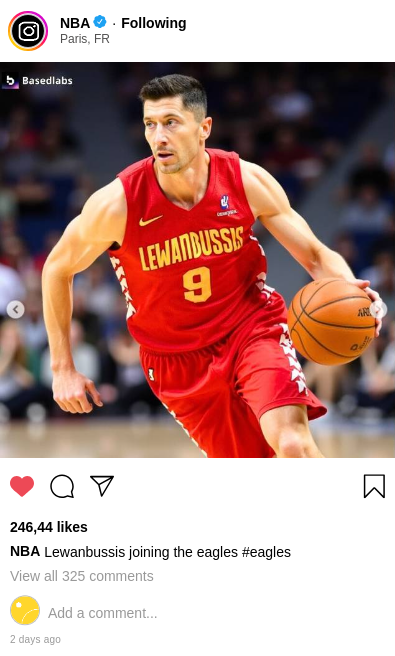 NBA · Following
Paris, FR
Basedlabs
LEWANBUSSIS
9
246,44 likes
NBA Lewanbussis joining the eagles #eagles
View all 325 comments
Add a comment...
2 days ago